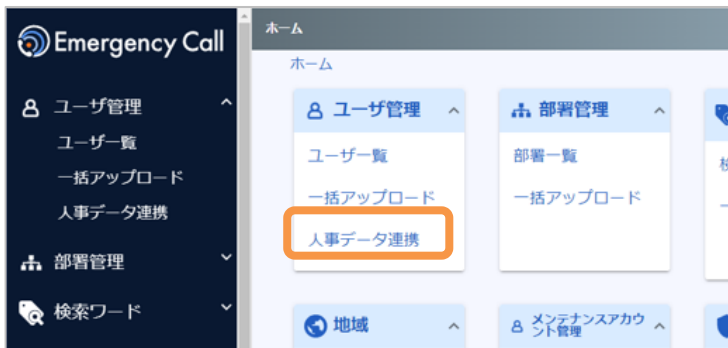 Emergency Call
ユーザ管理
ユーザ一覧
一括アップロード
人事データ連携
部署管理
検索ワード
ホーム
ホーム
ユーザ管理
ユーザ一覧
一括アップロード
人事データ連携
部署管理
部署一覧
一括アップロード
地域
メンテナンスアカウ
ント管理